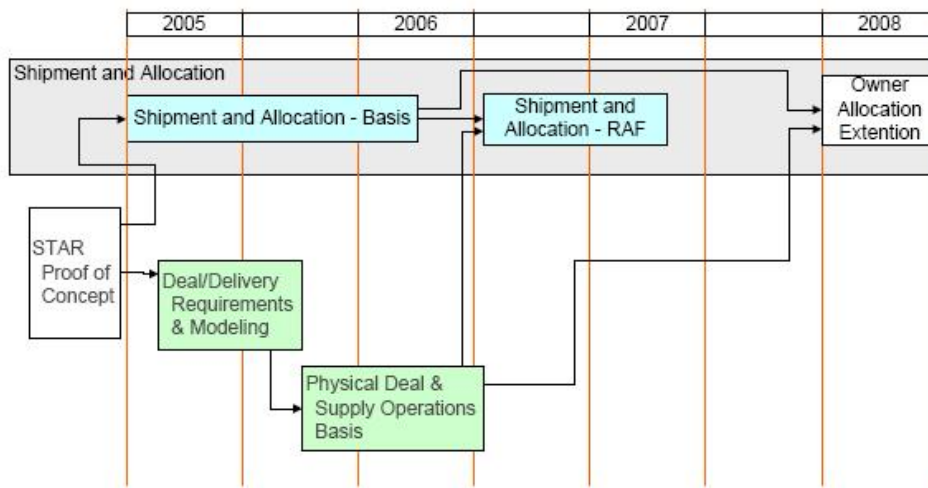 2005 2006 2007 2008
Shipment and Allocation
Shipment and Allocation - Basis
Shipment and
Allocation - RAF
Owner
Allocation
Extention
STAR
Proof of
Concept
Deal/Delivery
Requirements
& Modeling
Physical Deal &
Supply Operations
Basis